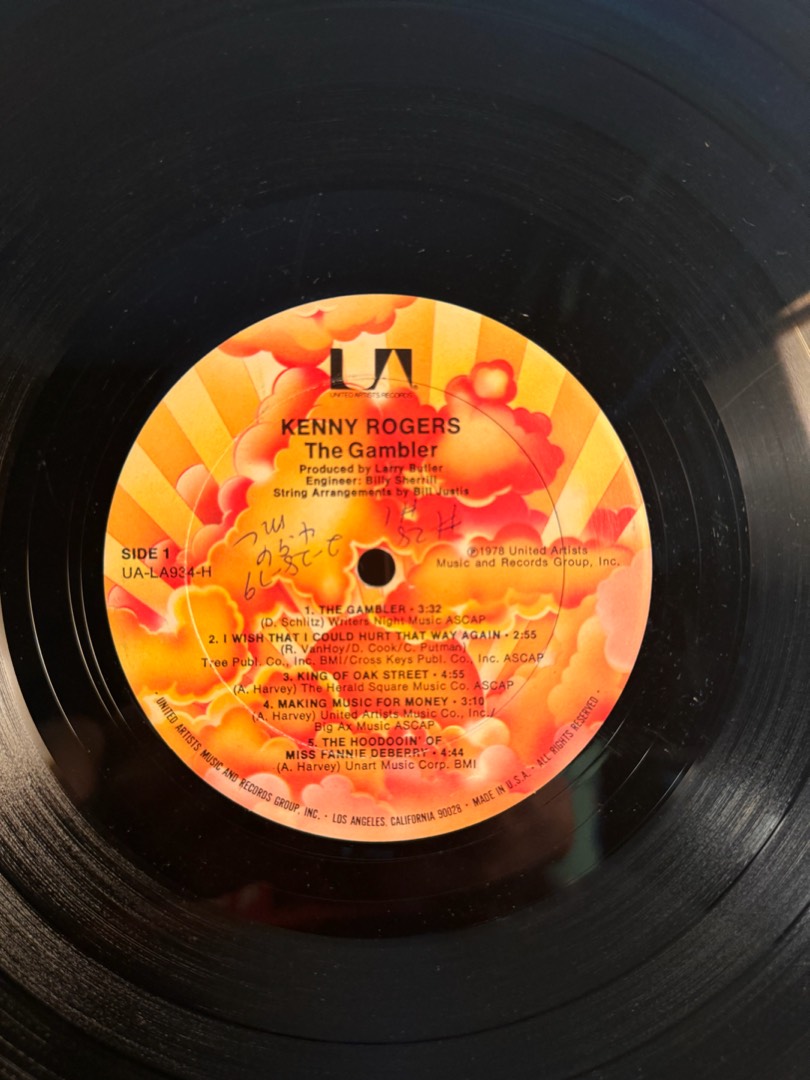 UA
UNITED ARTISTS RECORDS
KENNY ROGERS
The Gambler
Produced by Larry Butler
Engineer: Billy Sherrill
String Arrangements by Bill Justis
SIDE 1
UA-LA934-H
2-28-79
℗1978 United Artists
Music and Records Group, Inc.
1. THE GAMBLER • 3:32
(D. Schlitz) Writers Night Music ASCAP
2. I WISH THAT I COULD HURT THAT WAY AGAIN • 2:55
(R. VanHoy/D. Cook/C. Putman)
Tree Publ. Co., Inc. BMI/Cross Keys Publ. Co., Inc. ASCAP
3. KING OF OAK STREET • 4:55
(A. Harvey) The Herald Square Music Co. ASCAP
4. MAKING MUSIC FOR MONEY • 3:10
(A. Harvey) United Artists Music Co., Inc./
Big Ax Music ASCAP
5. THE HOODOOIN' OF
MISS FANNIE DEBERRY • 4:44
(A. Harvey) Unart Music Corp. BMI
- UNITED ARTISTS MUSIC AND RECORDS GROUP, INC. • LOS ANGELES, CALIFORNIA 90028 • MADE IN U.S.A. - ALL RIGHTS RESERVED -